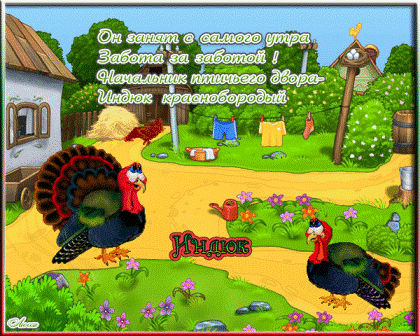 Он занят с самого утра
Забота за заботой !
Начальник птичьего двора-
Индюк краснобородый
Индюк